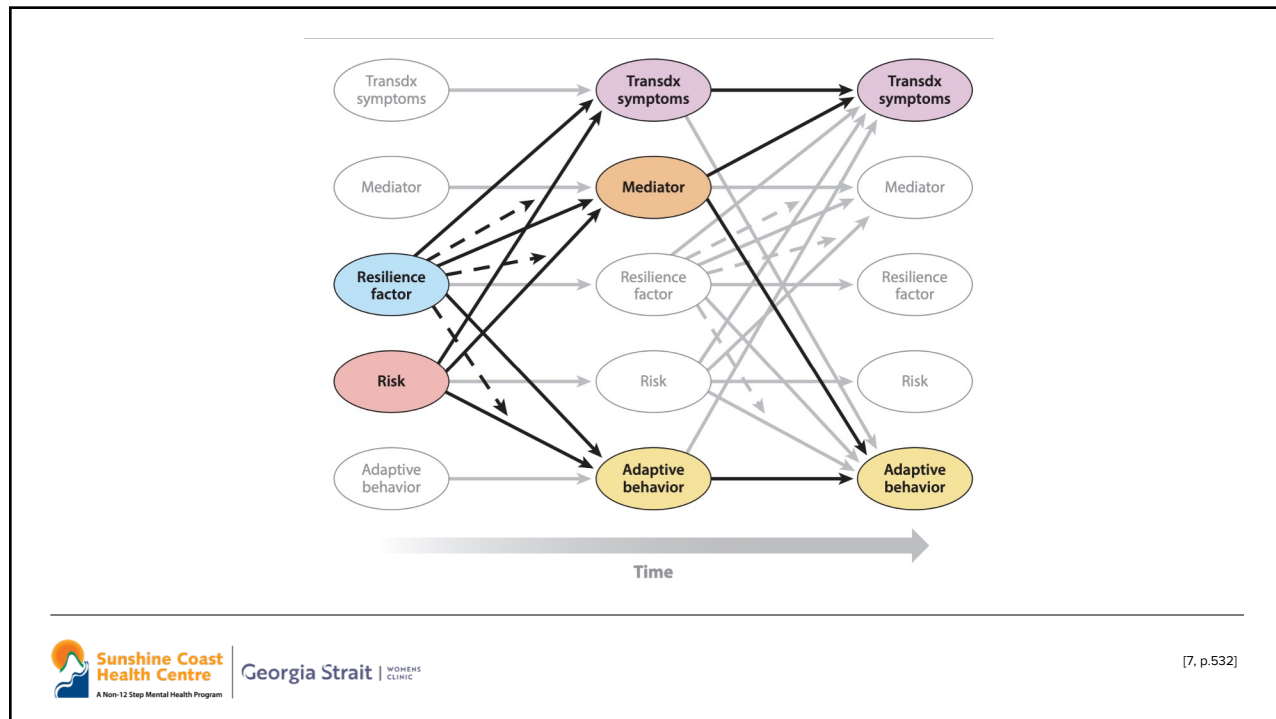 Transdx
symptoms
Transdx
symptoms
Transdx
symptoms
Mediator
Mediator
Mediator
Resilience
factor
Resilience
factor
Resilience
factor
Risk
Risk
Risk
Adaptive
behavior
Adaptive
behavior
Adaptive
behavior
Time
Sunshine Coast
Health Centre
A Non-12 Step Mental Health Program
Georgia Strait
WOMENS
CLINIC
[7, p.532]